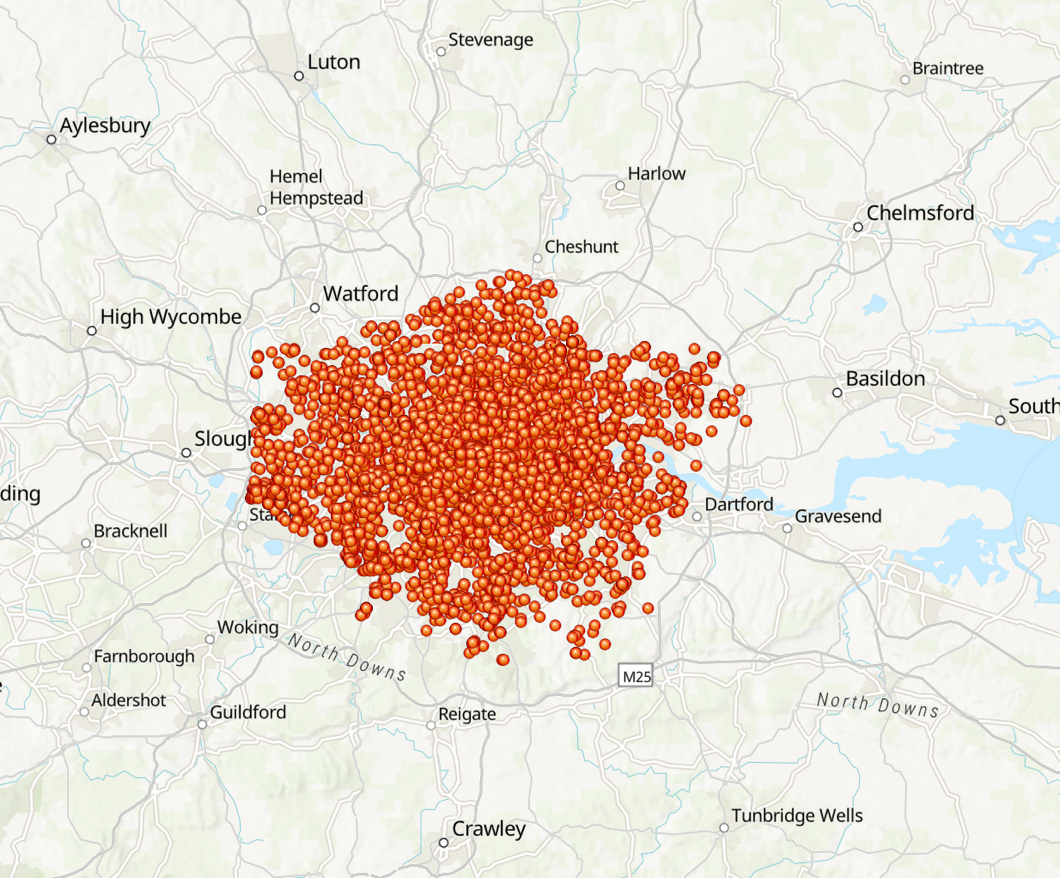 Stevenage
Luton
Braintree
Aylesbury
Hemel
Hempstead
Harlow
Chelmsford
Cheshunt
Watford
High Wycombe
Basildon
South
Slough
ding
Dartford
Stai
Gravesend
Bracknell
Woking
North Downs
Farnborough
M25
Aldershot
Guildford
Reigate
North Downs
Tunbridge Wells
Crawley